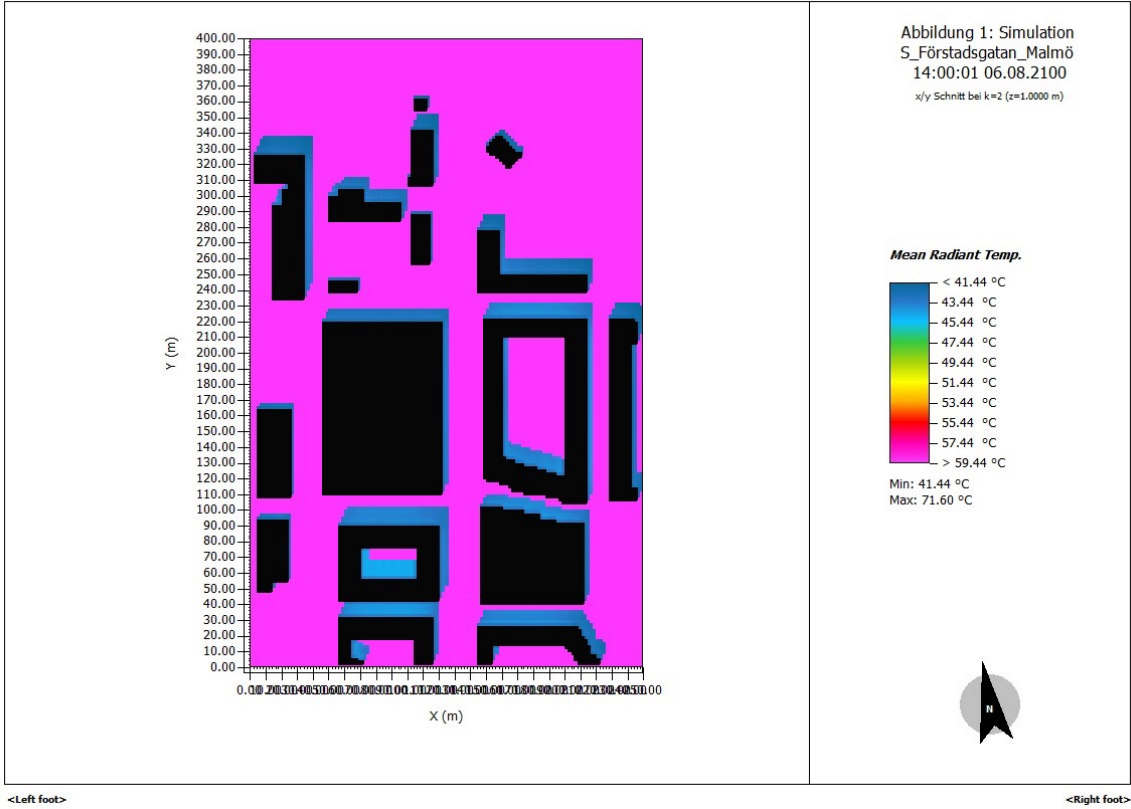 Abbildung 1: Simulation
S_Förstadsgatan_Malmö
14:00:01 06.08.2100
x/y Schnitt bei k=2 (z=1.0000 m)
400.00
390.00
380.00
370.00
360.00
350.00
340.00
330.00
320.00
310.00
300.00
290.00
280.00
270.00
260.00
250.00
240.00
230.00
220.00
210.00
200.00
190.00
180.00
170.00
160.00
150.00
140.00
130.00
120.00
110.00
100.00
90.00
80.00
70.00
60.00
50.00
40.00
30.00
20.00
10.00
0.00
Y (m)
X (m)
Mean Radiant Temp.
< 41.44 °C
43.44 °C
45.44 °C
47.44 °C
49.44 °C
51.44 °C
53.44 °C
55.44 °C
57.44 °C
> 59.44 °C
Min: 41.44 °C
Max: 71.60 °C
N
<Left foot>
<Right foot>